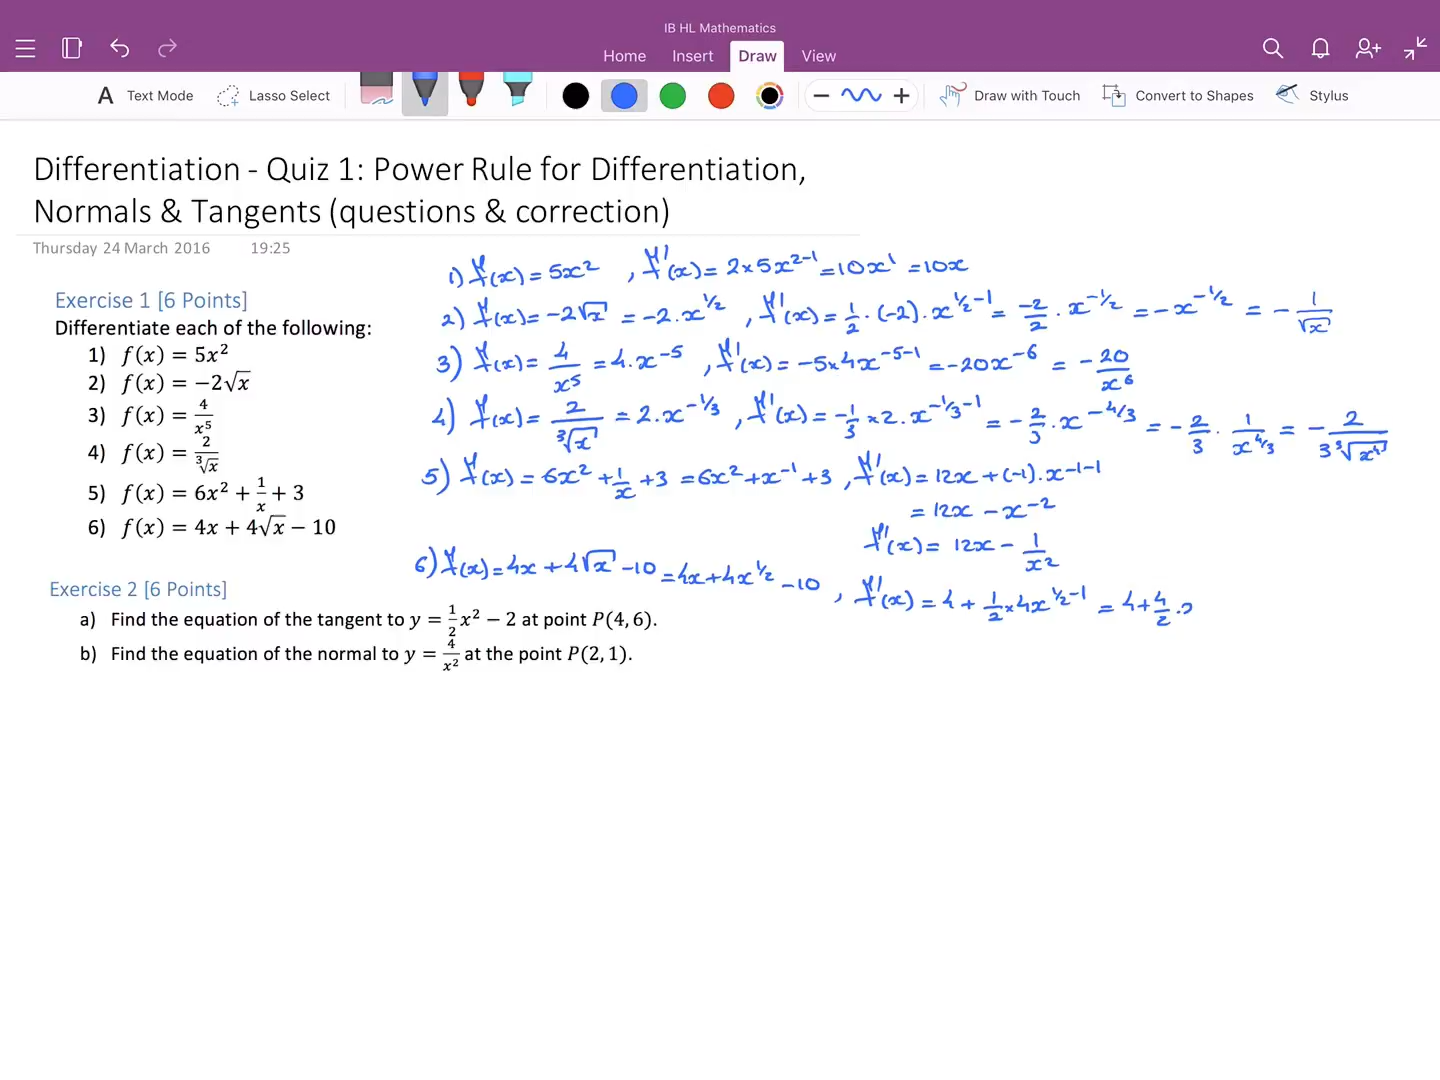 IB HL Mathematics
Home Insert Draw View
A Text Mode Lasso Select Draw with Touch Convert to Shapes Stylus
Differentiation - Quiz 1: Power Rule for Differentiation,
Normals & Tangents (questions & correction)
Thursday 24 March 2016 19:25
Exercise 1 [6 Points]
Differentiate each of the following:
1) f(x) = 5x²
2) f(x) = −2√x
3) f(x) = 4/x⁵
4) f(x) = 2/∛x
5) f(x) = 6x² + 1/x + 3
6) f(x) = 4x + 4√x − 10
Exercise 2 [6 Points]
a) Find the equation of the tangent to y = 1/2 x² − 2 at point P(4, 6).
b) Find the equation of the normal to y = 4/x² at the point P(2, 1).
1) f(x) = 5x² , f'(x) = 2×5x^(2-1) = 10x¹ = 10x
2) f(x) = -2√x = -2·x^(1/2) , f'(x) = 1/2·(-2)·x^(1/2-1) = -2/2·x^(-1/2) = -x^(-1/2) = -1/√x
3) f(x) = 4/x⁵ = 4·x^(-5) , f'(x) = -5×4x^(-5-1) = -20x^(-6) = -20/x⁶
4) f(x) = 2/∛x = 2·x^(-1/3) , f'(x) = -1/3×2·x^(-1/3-1) = -2/3·x^(-4/3) = -2/3·1/x^(4/3) = -2/(3∛x⁴)
5) f(x) = 6x² + 1/x + 3 = 6x² + x^(-1) + 3 , f'(x) = 12x + (-1)·x^(-1-1)
= 12x - x^(-2)
f'(x) = 12x - 1/x²
6) f(x) = 4x + 4√x - 10 = 4x + 4x^(1/2) - 10 , f'(x) = 4 + 1/2×4x^(1/2-1) = 4 + 4/2·